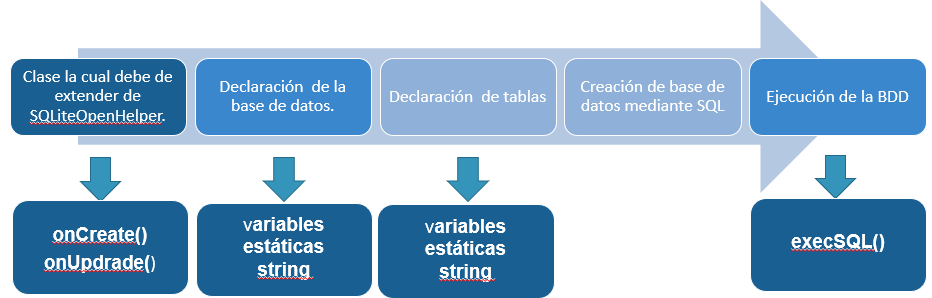 Clase la cual debe de
extender de
SQLiteOpenHelper.
Declaración de la
base de datos.
Declaración de tablas
Creación de base de
datos mediante SQL
Ejecución de la BDD
onCreate()
onUpdrade()
variables
estáticas
string
variables
estáticas
string
execSQL()